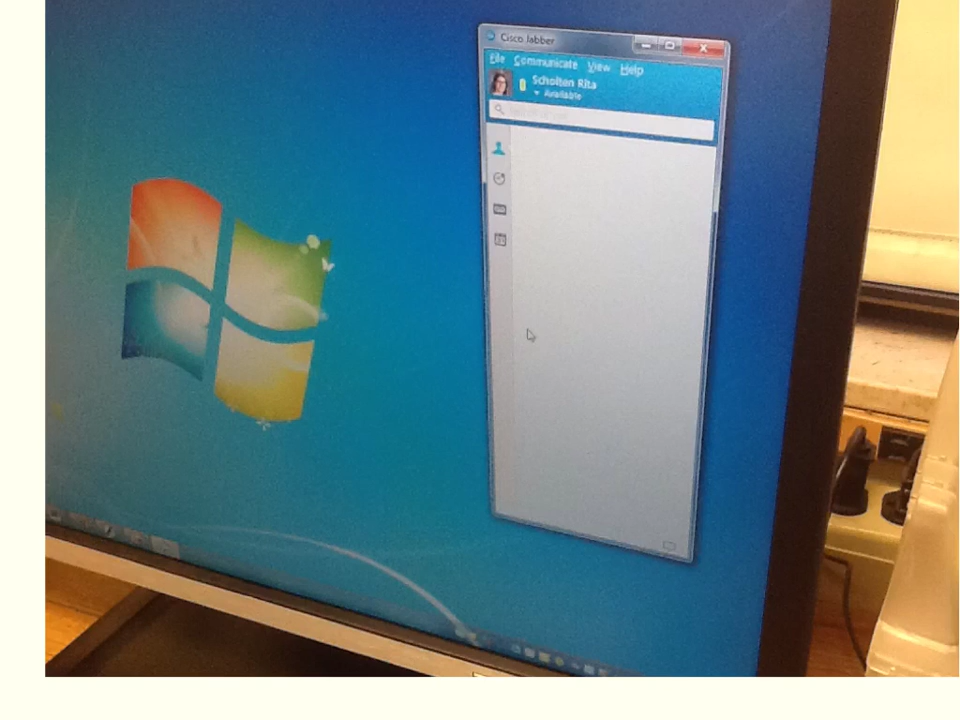 Cisco Jabber
File Communicate View Help
Scholten Rita
Available